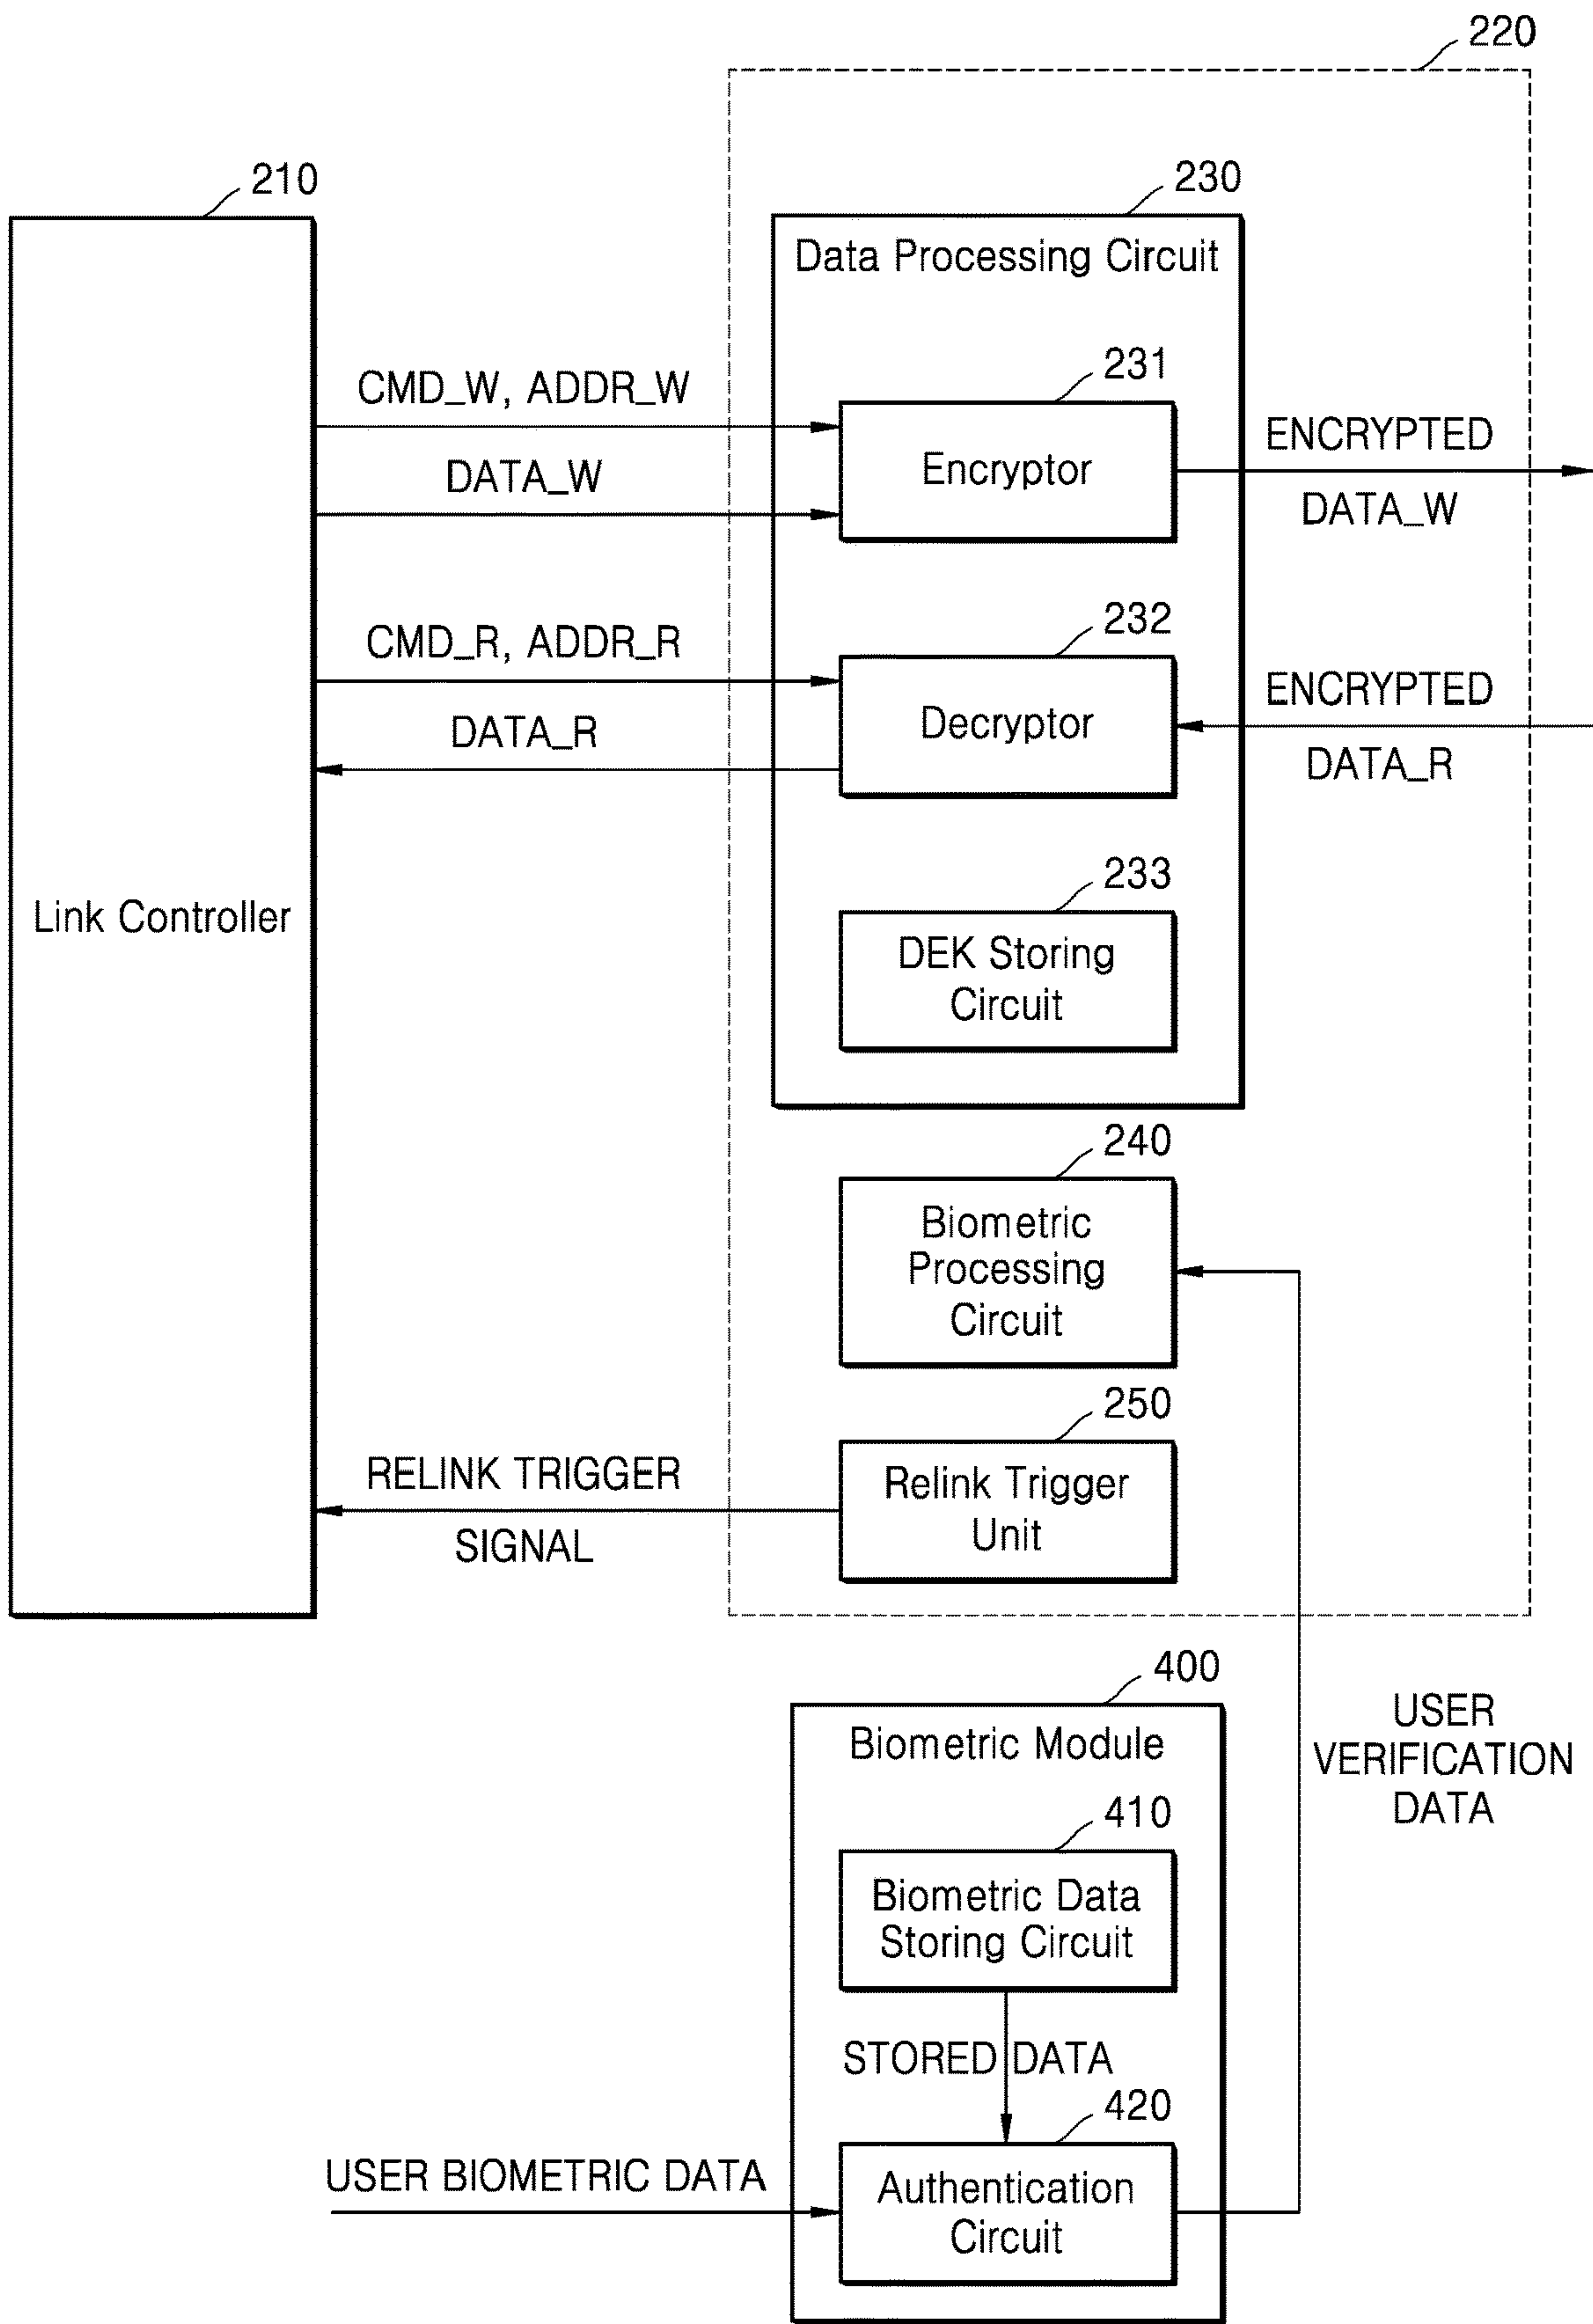 220
210
230
Data Processing Circuit
231
CMD_W, ADDR_W
Encryptor
ENCRYPTED
DATA_W
DATA_W
232
CMD_R, ADDR_R
Decryptor
ENCRYPTED
DATA_R
DATA_R
233
Link Controller
DEK Storing
Circuit
240
Biometric
Processing
Circuit
250
RELINK TRIGGER
SIGNAL
Relink Trigger
Unit
400
Biometric Module
USER
VERIFICATION
DATA
410
Biometric Data
Storing Circuit
STORED DATA
420
USER BIOMETRIC DATA
Authentication
Circuit